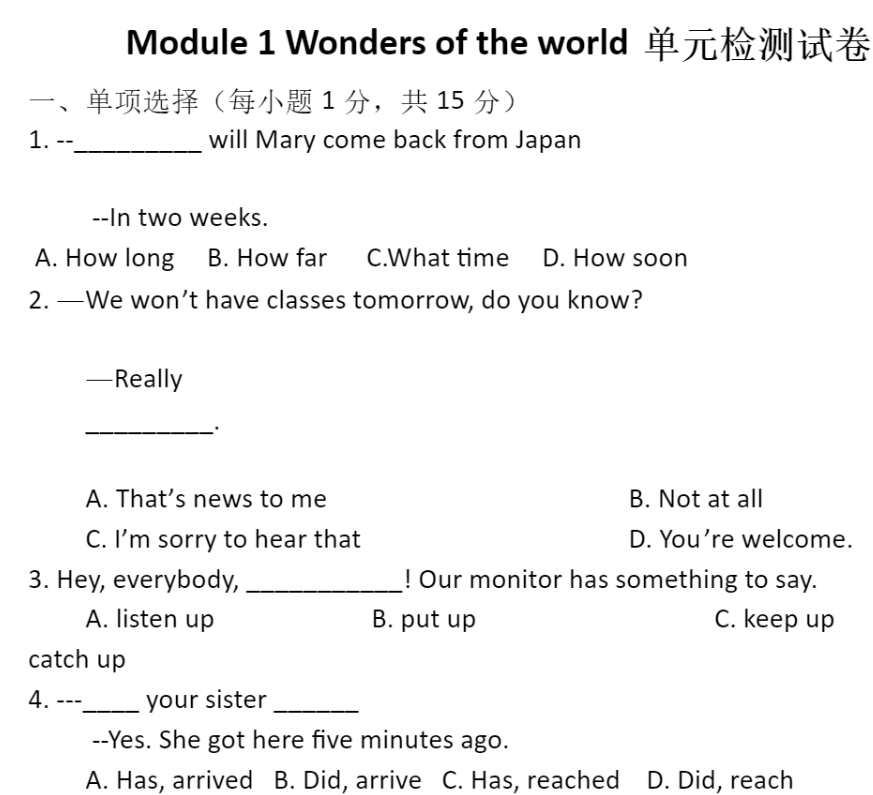 Module 1 Wonders of the world 单元检测试卷
一、单项选择（每小题 1 分，共 15 分）
1. --_________ will Mary come back from Japan
--In two weeks.
A. How long B. How far C.What time D. How soon
2. —We won’t have classes tomorrow, do you know?
—Really
_________.
A. That’s news to me B. Not at all
C. I’m sorry to hear that D. You’re welcome.
3. Hey, everybody, ___________! Our monitor has something to say.
A. listen up B. put up C. keep up
catch up
4. ---____ your sister ______
--Yes. She got here five minutes ago.
A. Has, arrived B. Did, arrive C. Has, reached D. Did, reach